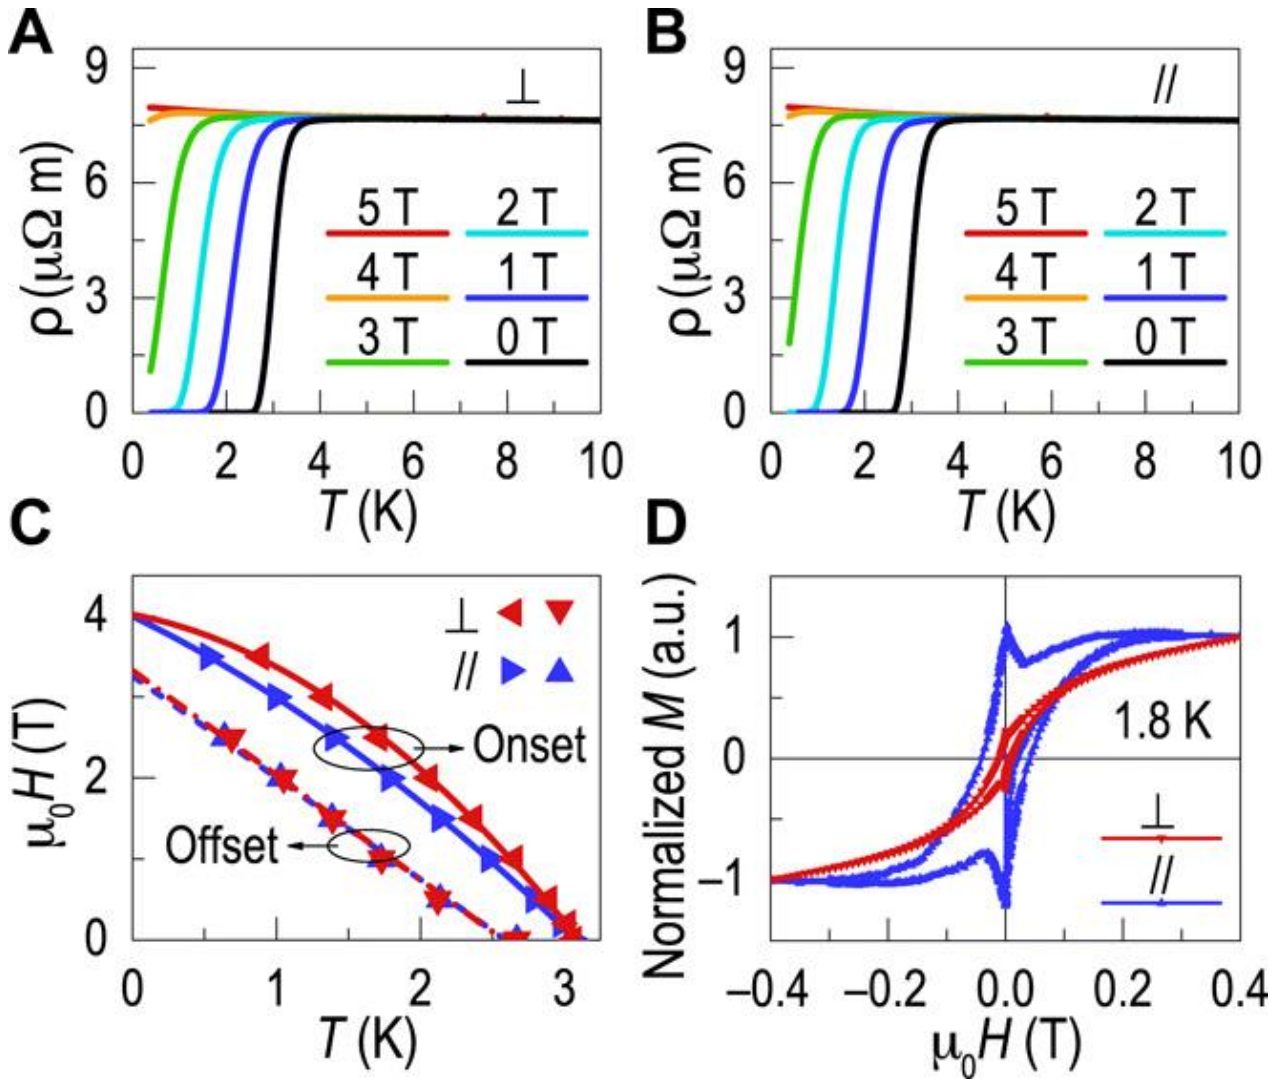 A
9
6
3
0
ρ(μΩ m)
⊥
5 T 2 T
4 T 1 T
3 T 0 T
0 2 4 6 8 10
T (K)
B
9
6
3
0
ρ(μΩ m)
//
5 T 2 T
4 T 1 T
3 T 0 T
0 2 4 6 8 10
T (K)
C
4
2
0
μ₀H (T)
⊥
//
Onset
Offset
0 1 2 3
T (K)
D
Normalized M (a.u.)
1
0
–1
1.8 K
⊥
//
–0.4 –0.2 0.0 0.2 0.4
μ₀H (T)